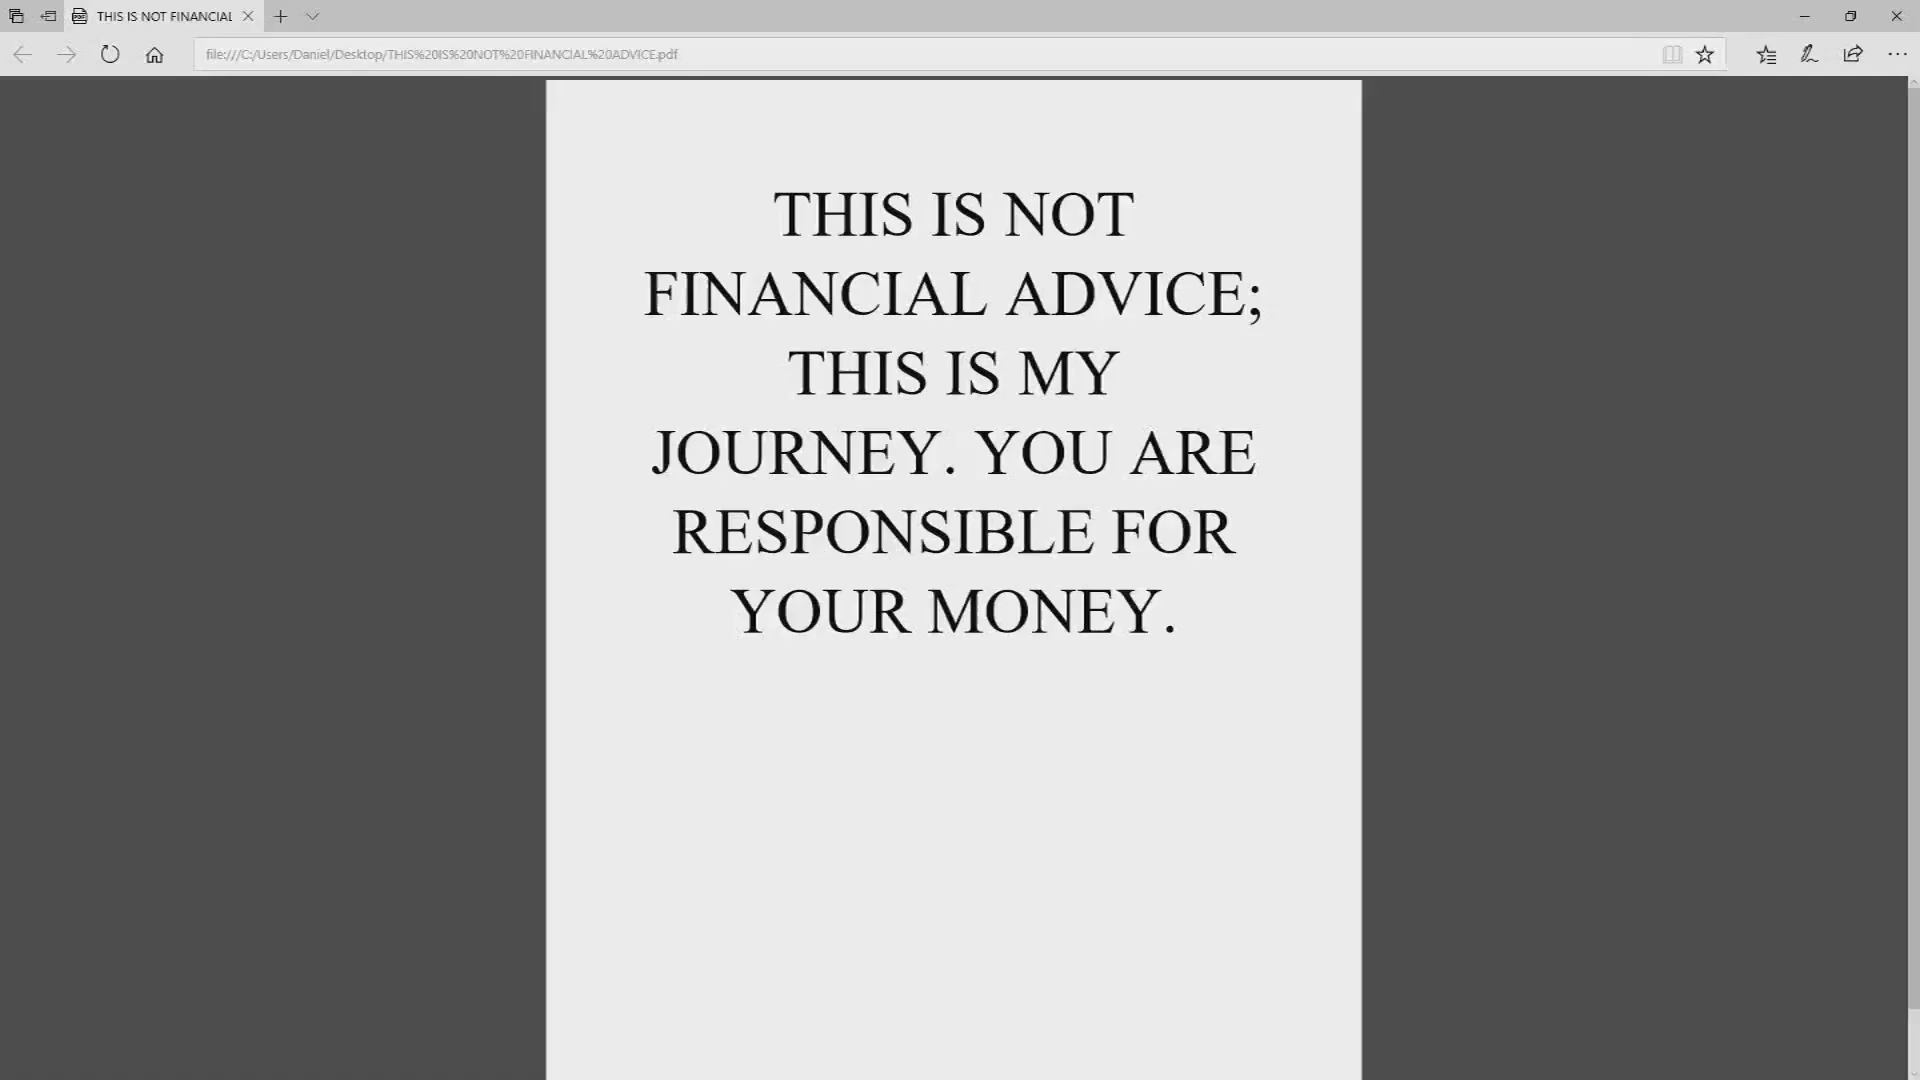 THIS IS NOT FINANCIAL
file:///C:/Users/Daniel/Desktop/THIS%20IS%20NOT%20FINANCIAL%20ADVICE.pdf
THIS IS NOT
FINANCIAL ADVICE;
THIS IS MY
JOURNEY. YOU ARE
RESPONSIBLE FOR
YOUR MONEY.